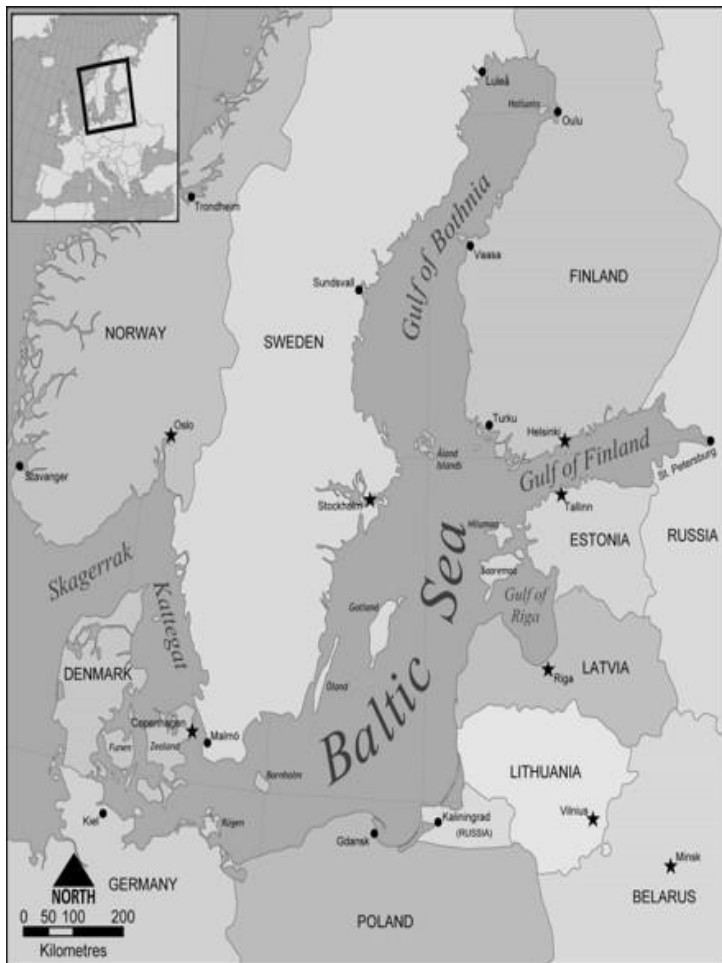 Luleå
Hailuoto
Oulu
Trondheim
Gulf of Bothnia
Vaasa
FINLAND
Sundsvall
NORWAY
SWEDEN
Oslo
Turku
Helsinki
Stavanger
Åland
Islands
Gulf of Finland
St. Petersburg
Stockholm
Tallinn
Hiiumaa
ESTONIA
RUSSIA
Skagerrak
Saaremaa
Kattegat
Gotland
Gulf of
Riga
Baltic Sea
DENMARK
Riga
LATVIA
Öland
Copenhagen
Malmö
Funen
Zealand
Bornholm
LITHUANIA
Kiel
Rügen
Gdansk
Kaliningrad
(RUSSIA)
Vilnius
Minsk
NORTH
GERMANY
BELARUS
0 50 100 200
POLAND
Kilometres